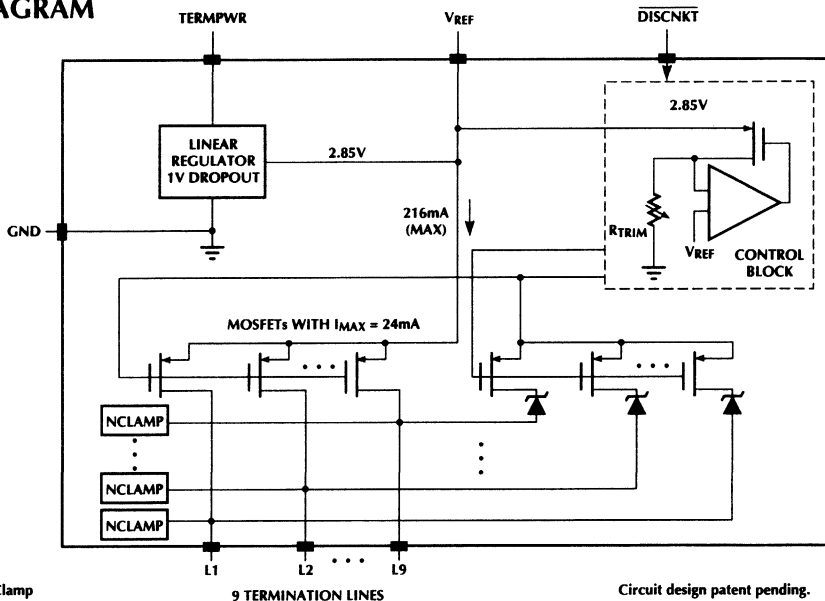 AGRAM
TERMPWR
VREF
DISCNKT
2.85V
LINEAR
REGULATOR
1V DROPOUT
2.85V
216mA
(MAX)
GND
RTRIM
VREF
CONTROL
BLOCK
MOSFETs WITH IMAX = 24mA
NCLAMP
NCLAMP
NCLAMP
L1
L2
L9
9 TERMINATION LINES
Clamp
Circuit design patent pending.